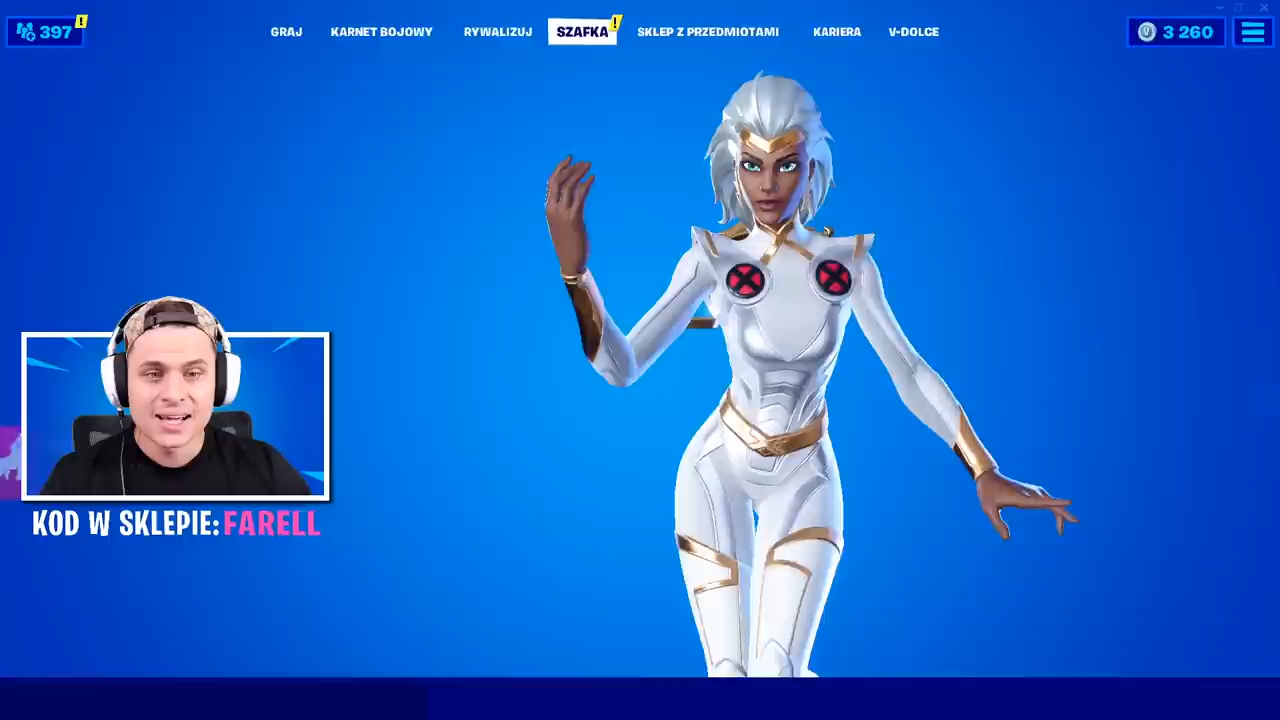 397
!
GRAJ
KARNET BOJOWY
RYWALIZUJ
SZAFKA
!
SKLEP Z PRZEDMIOTAMI
KARIERA
V-DOLCE
V
3 260
KOD W SKLEPIE: FARELL